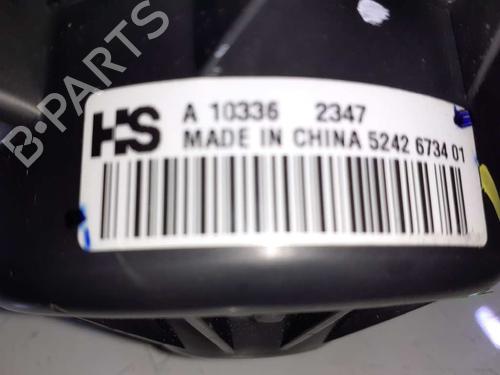 B-PARTS
HS A 10336 2347
MADE IN CHINA 5242 6734 01